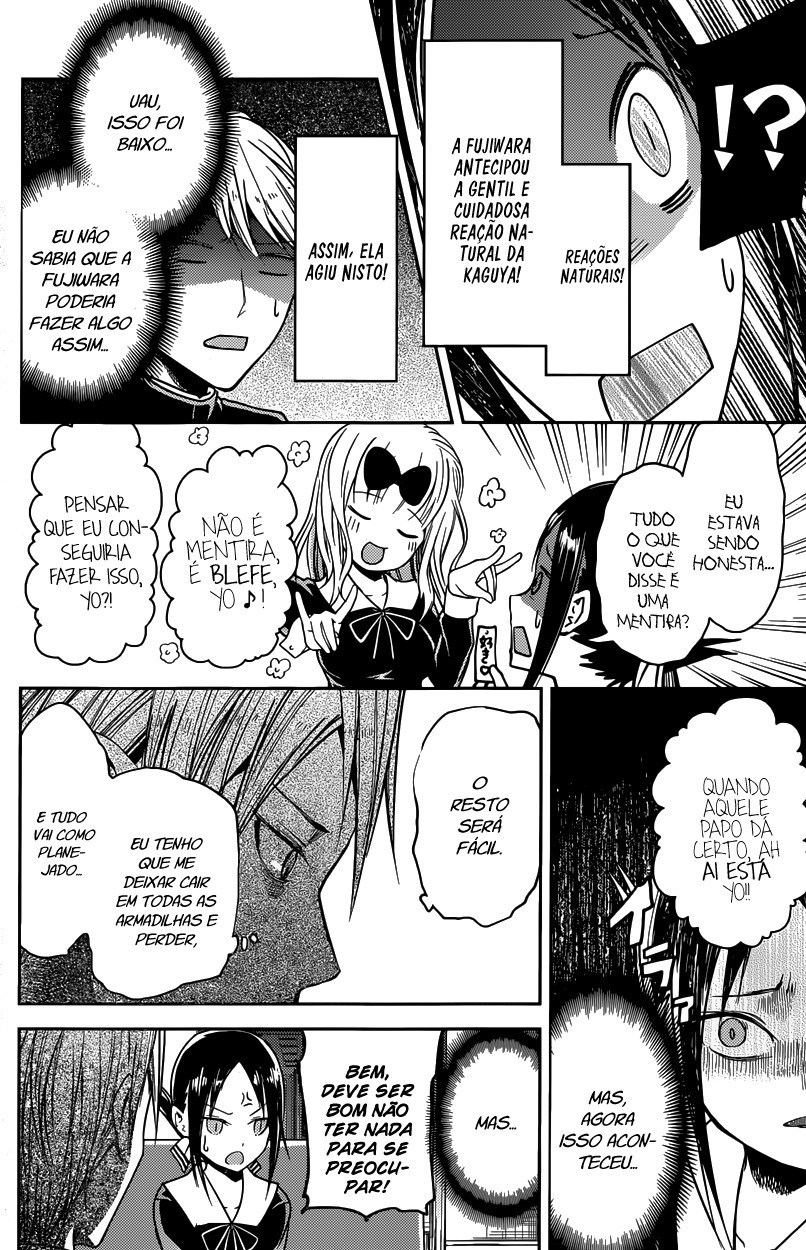 !?
REAÇÕES
NATURAIS!
A FUJIWARA
ANTECIPOU
A GENTIL E
CUIDADOSA
REAÇÃO NA-
TURAL DA
KAGUYA!
ASSIM, ELA
AGIU NISTO!
UAU,
ISSO FOI
BAIXO...
EU NÃO
SABIA QUE A
FUJIWARA
PODERIA
FAZER ALGO
ASSIM...
EU
ESTAVA
SENDO
HONESTA...
TUDO
O QUE
VOCÊ
DISSE É
UMA
MENTIRA?
NÃO É
MENTIRA,
É BLEFE,
YO ♪!
PENSAR
QUE EU CON-
SEGUIRIA
FAZER ISSO,
YO?!
QUANDO
AQUELE
PAPO DÁ
CERTO, AH
AI ESTÁ
YO!!
イラァ
MAS,
AGORA
ISSO ACON-
TECEU...
O
RESTO
SERÁ
FÁCIL.
EU TENHO
QUE ME
DEIXAR CAIR
EM TODAS AS
ARMADILHAS E
PERDER,
E TUDO
VAI COMO
PLANE-
JADO...
MAS...
BEM,
DEVE SER
BOM NÃO
TER NADA
PARA SE
PREOCU-
PAR!